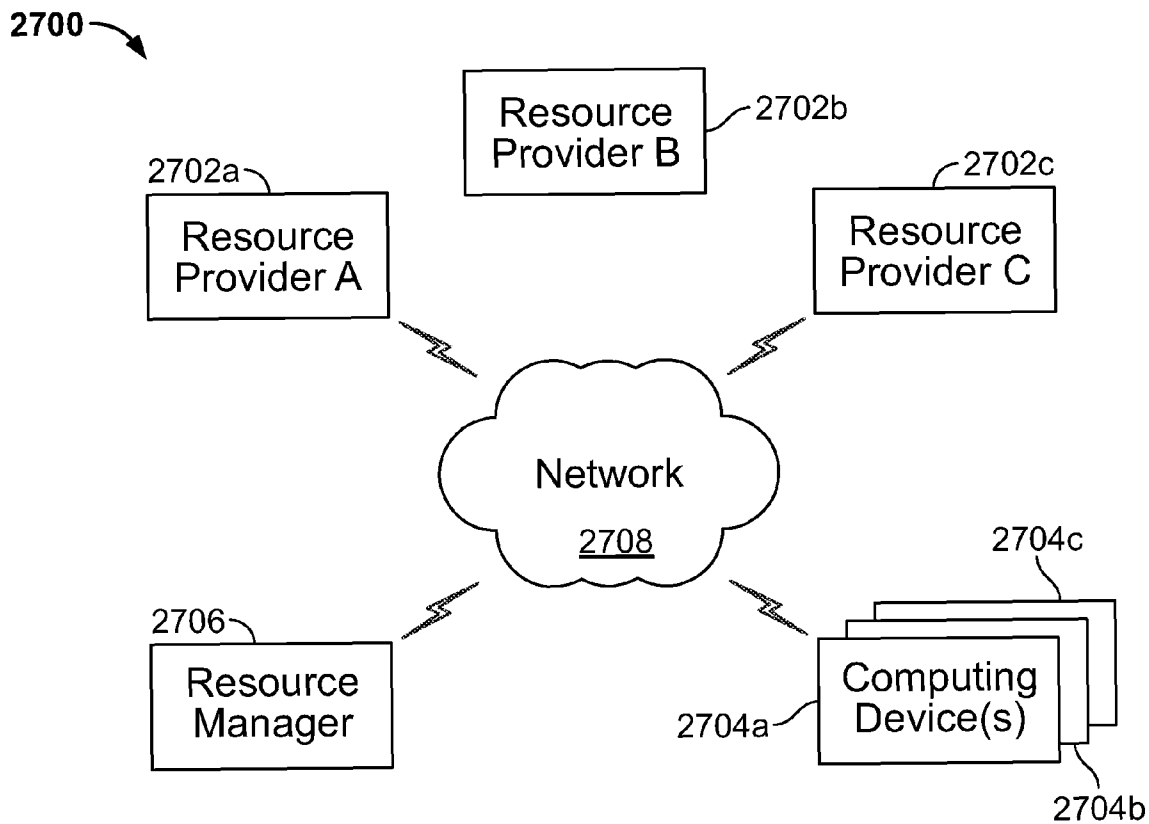 2700
Resource
Provider B
2702b
2702a
Resource
Provider A
2702c
Resource
Provider C
Network
2708
2706
Resource
Manager
2704c
Computing
Device(s)
2704a
2704b